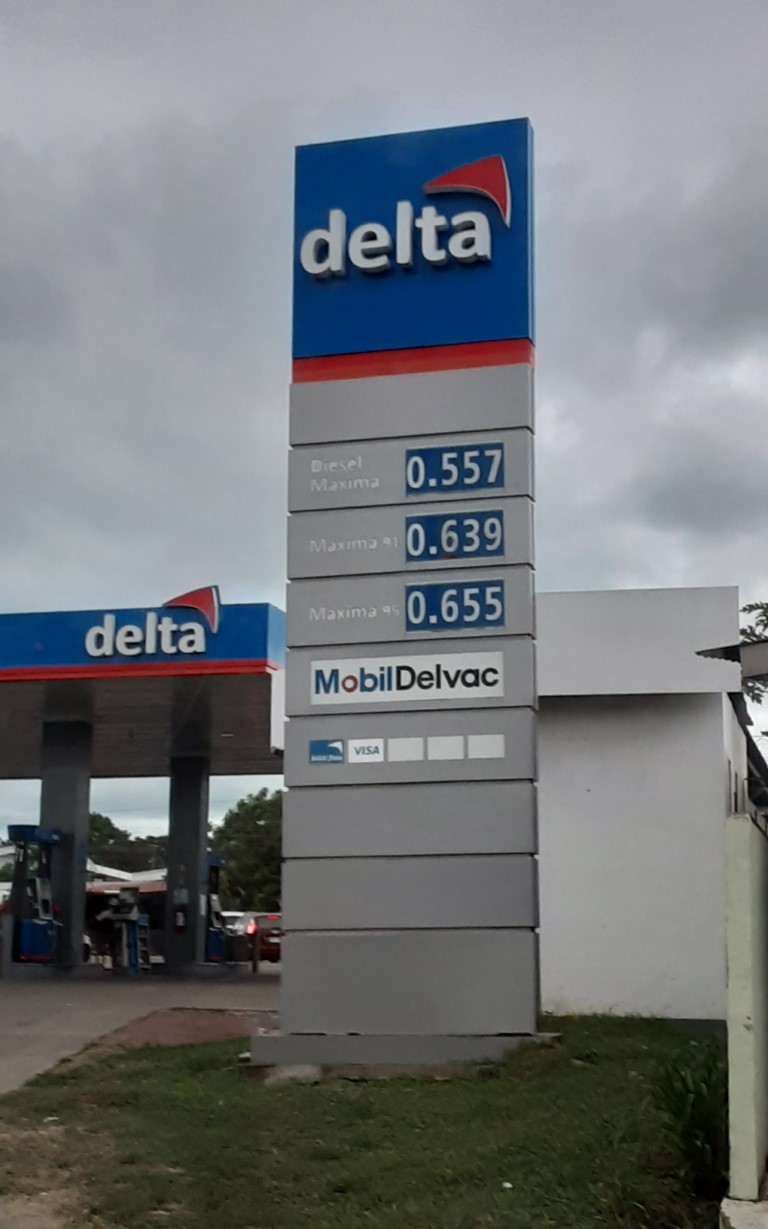 delta
Diesel
Maxima
0.557
Maxima 91
0.639
Maxima 95
0.655
MobilDelvac
VISA
delta